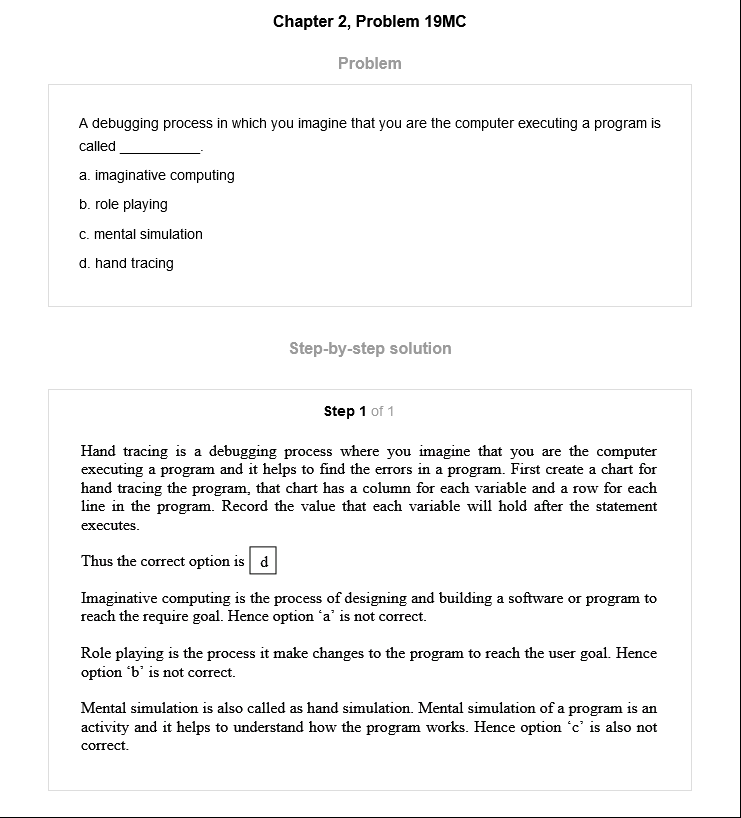 Chapter 2, Problem 19MC
Problem
A debugging process in which you imagine that you are the computer executing a program is
called __________.
a. imaginative computing
b. role playing
c. mental simulation
d. hand tracing
Step-by-step solution
Step 1 of 1
Hand tracing is a debugging process where you imagine that you are the computer
executing a program and it helps to find the errors in a program. First create a chart for
hand tracing the program, that chart has a column for each variable and a row for each
line in the program. Record the value that each variable will hold after the statement
executes.
Thus the correct option is d
Imaginative computing is the process of designing and building a software or program to
reach the require goal. Hence option ‘a’ is not correct.
Role playing is the process it make changes to the program to reach the user goal. Hence
option ‘b’ is not correct.
Mental simulation is also called as hand simulation. Mental simulation of a program is an
activity and it helps to understand how the program works. Hence option ‘c’ is also not
correct.